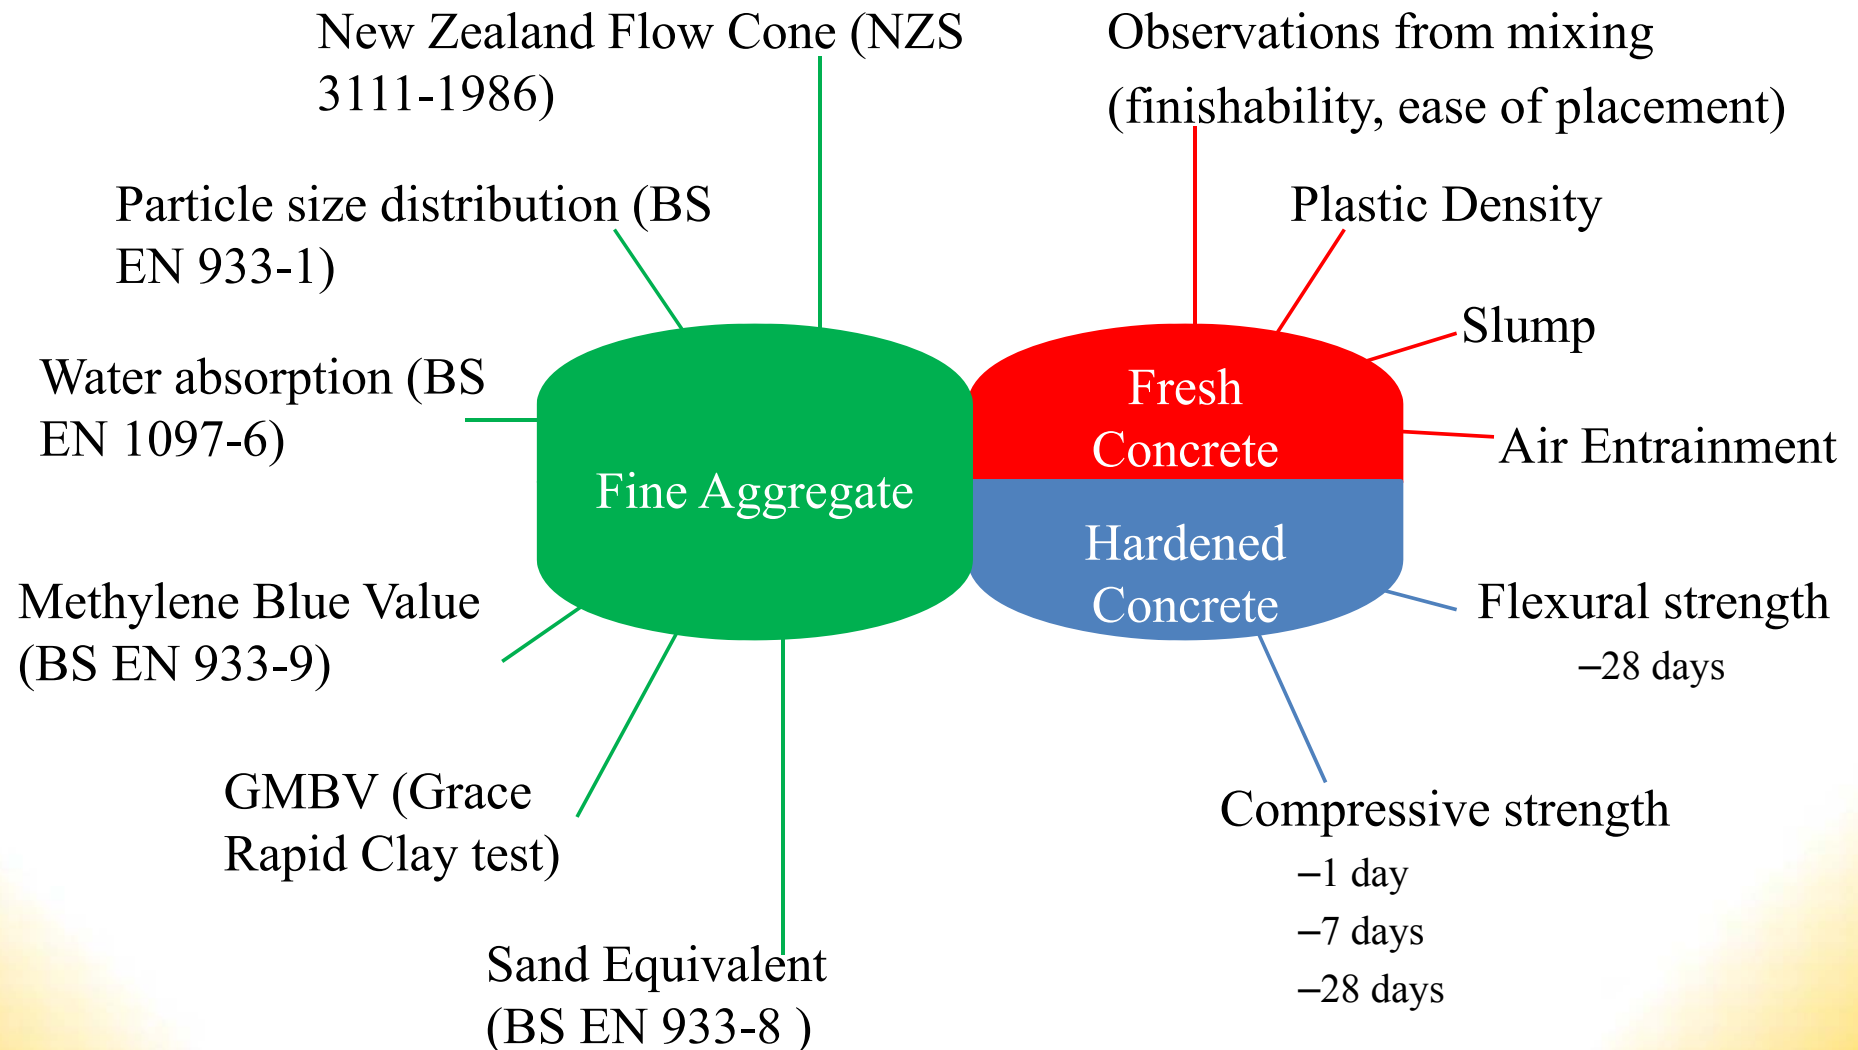 New Zealand Flow Cone (NZS
3111-1986)
Observations from mixing
(finishability, ease of placement)
Particle size distribution (BS
EN 933-1)
Plastic Density
Slump
Water absorption (BS
EN 1097-6)
Fresh
Concrete
Air Entrainment
Fine Aggregate
Hardened
Concrete
Methylene Blue Value
(BS EN 933-9)
Flexural strength
–28 days
GMBV (Grace
Rapid Clay test)
Compressive strength
–1 day
–7 days
–28 days
Sand Equivalent
(BS EN 933-8 )